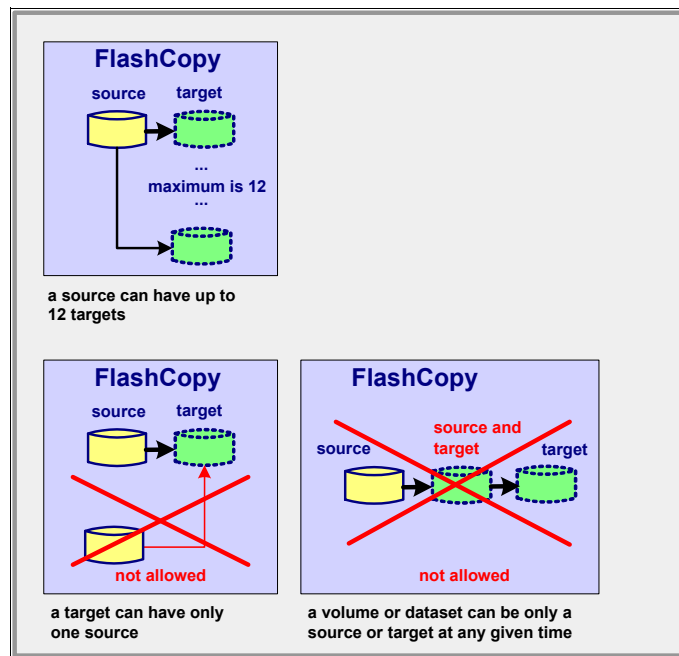 FlashCopy
source target
...
maximum is 12
...
a source can have up to
12 targets
FlashCopy
source target
not allowed
a target can have only
one source
FlashCopy
source and
source target target
not allowed
a volume or dataset can be only a
source or target at any given time